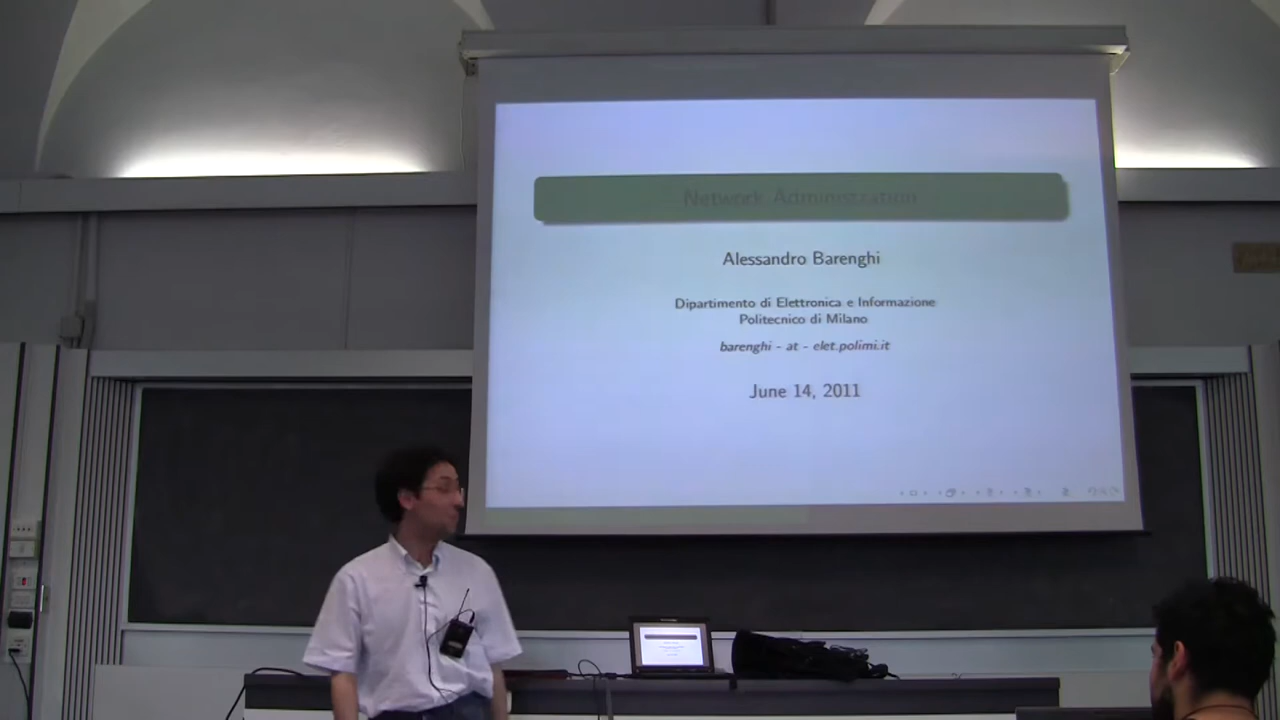 Network Administration
Alessandro Barenghi
Dipartimento di Elettronica e Informazione
Politecnico di Milano
barenghi - at - elet.polimi.it
June 14, 2011